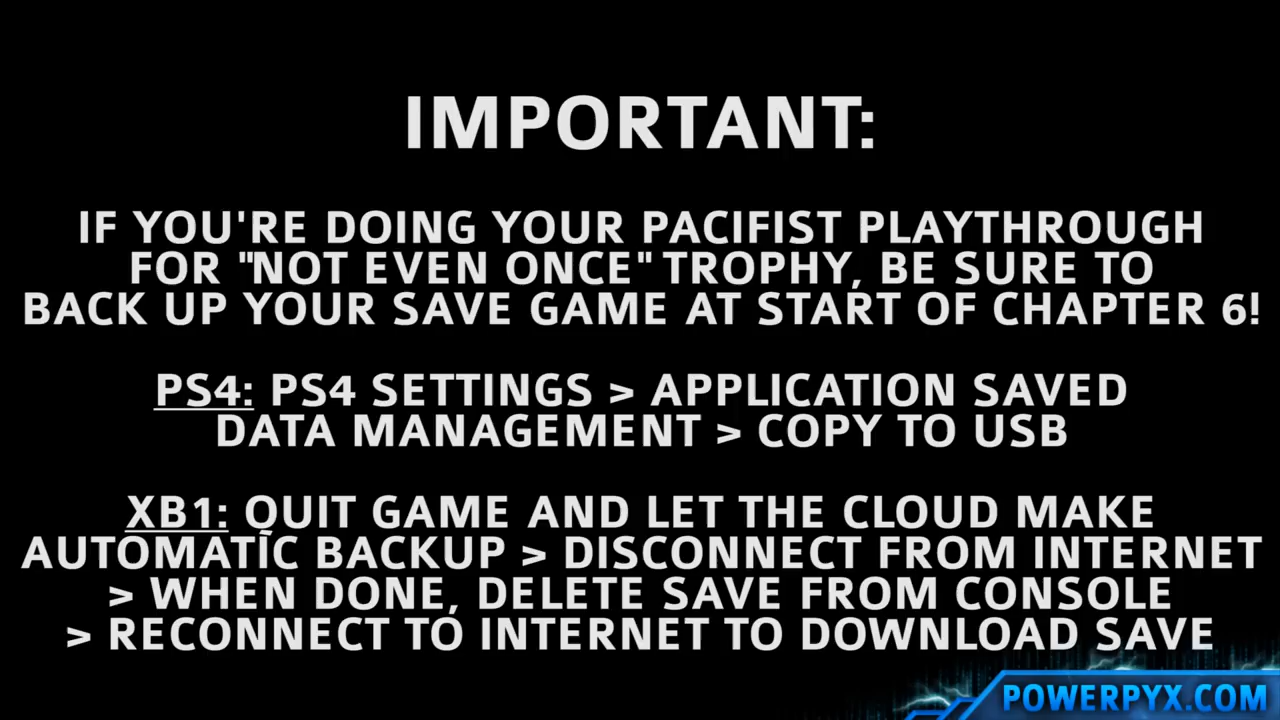 IMPORTANT:
IF YOU'RE DOING YOUR PACIFIST PLAYTHROUGH
FOR "NOT EVEN ONCE" TROPHY, BE SURE TO
BACK UP YOUR SAVE GAME AT START OF CHAPTER 6!
PS4: PS4 SETTINGS > APPLICATION SAVED
DATA MANAGEMENT > COPY TO USB
XB1: QUIT GAME AND LET THE CLOUD MAKE
AUTOMATIC BACKUP > DISCONNECT FROM INTERNET
> WHEN DONE, DELETE SAVE FROM CONSOLE
> RECONNECT TO INTERNET TO DOWNLOAD SAVE
POWERPYX.COM